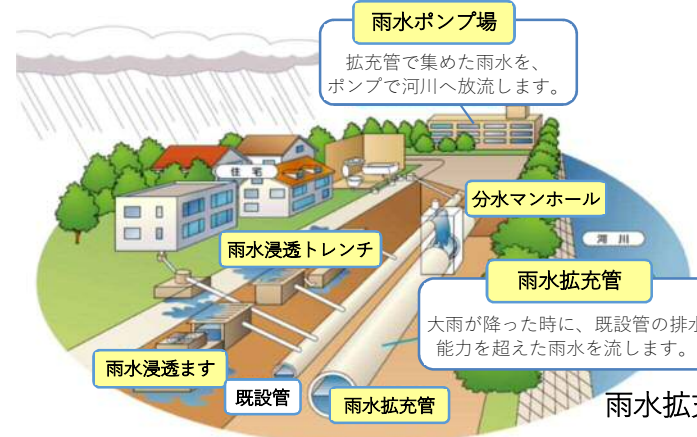 雨水ポンプ場
拡充管で集めた雨水を、
ポンプで河川へ放流します。
住宅
分水マンホール
河川
雨水浸透トレンチ
雨水拡充管
大雨が降った時に、既設管の排水
能力を超えた雨水を流します。
雨水浸透ます
既設管
雨水拡充管
雨水拡